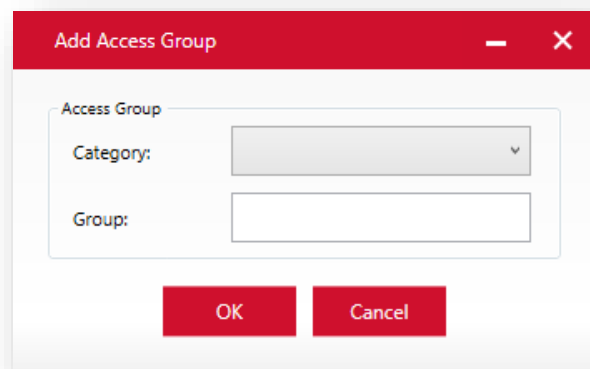 Add Access Group
Access Group
Category:
Group:
OK Cancel